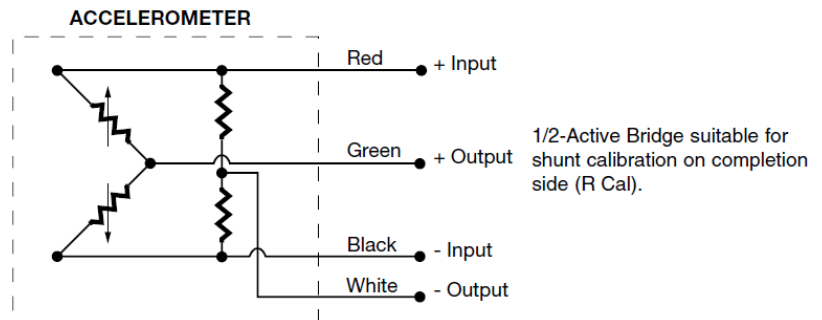 ACCELEROMETER
Red
+ Input
Green
+ Output
1/2-Active Bridge suitable for
shunt calibration on completion
side (R Cal).
Black
- Input
White
- Output